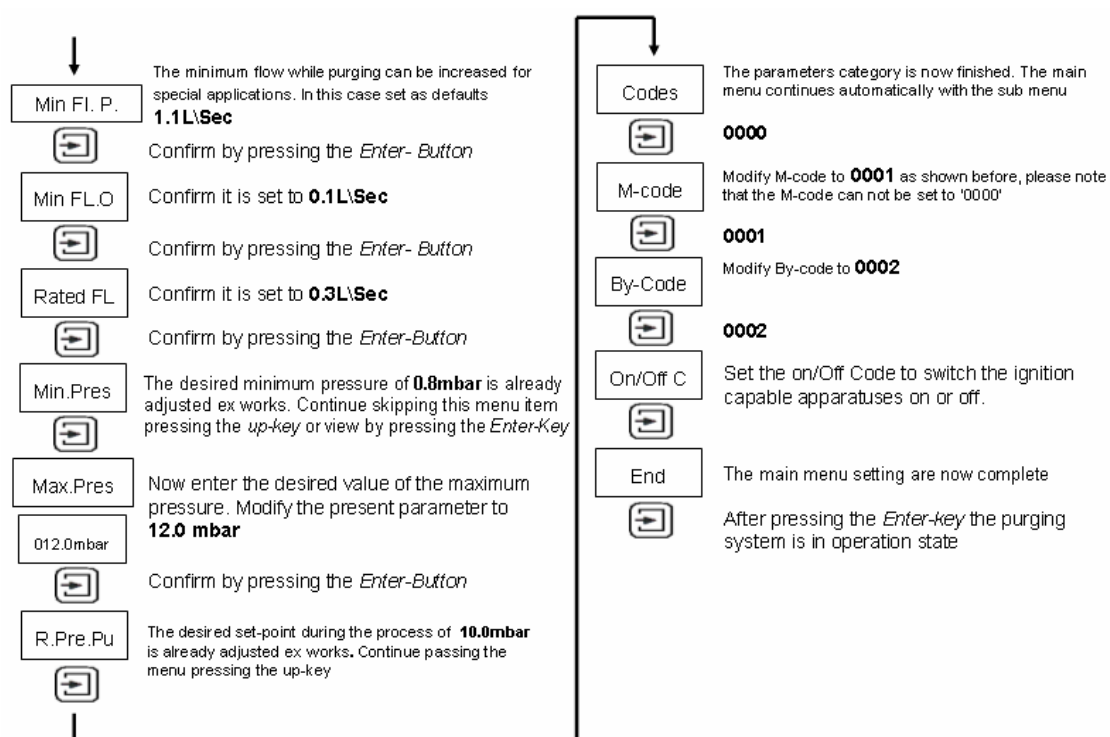 Min Fl. P.
The minimum flow while purging can be increased for
special applications. In this case set as defaults
1.1L\Sec
Confirm by pressing the Enter- Button
Min FL.O
Confirm it is set to 0.1L\Sec
Confirm by pressing the Enter- Button
Rated FL
Confirm it is set to 0.3L\Sec
Confirm by pressing the Enter-Button
Min.Pres
The desired minimum pressure of 0.8mbar is already
adjusted ex works. Continue skipping this menu item
pressing the up-key or view by pressing the Enter-Key
Max.Pres
Now enter the desired value of the maximum
pressure. Modify the present parameter to
12.0 mbar
012.0mbar
Confirm by pressing the Enter-Button
R.Pre.Pu
The desired set-point during the process of 10.0mbar
is already adjusted ex works. Continue passing the
menu pressing the up-key
Codes
The parameters category is now finished. The main
menu continues automatically with the sub menu
0000
M-code
Modify M-code to 0001 as shown before, please note
that the M-code can not be set to '0000'
0001
By-Code
Modify By-code to 0002
0002
On/Off C
Set the on/Off Code to switch the ignition
capable apparatuses on or off.
End
The main menu setting are now complete
After pressing the Enter-key the purging
system is in operation state